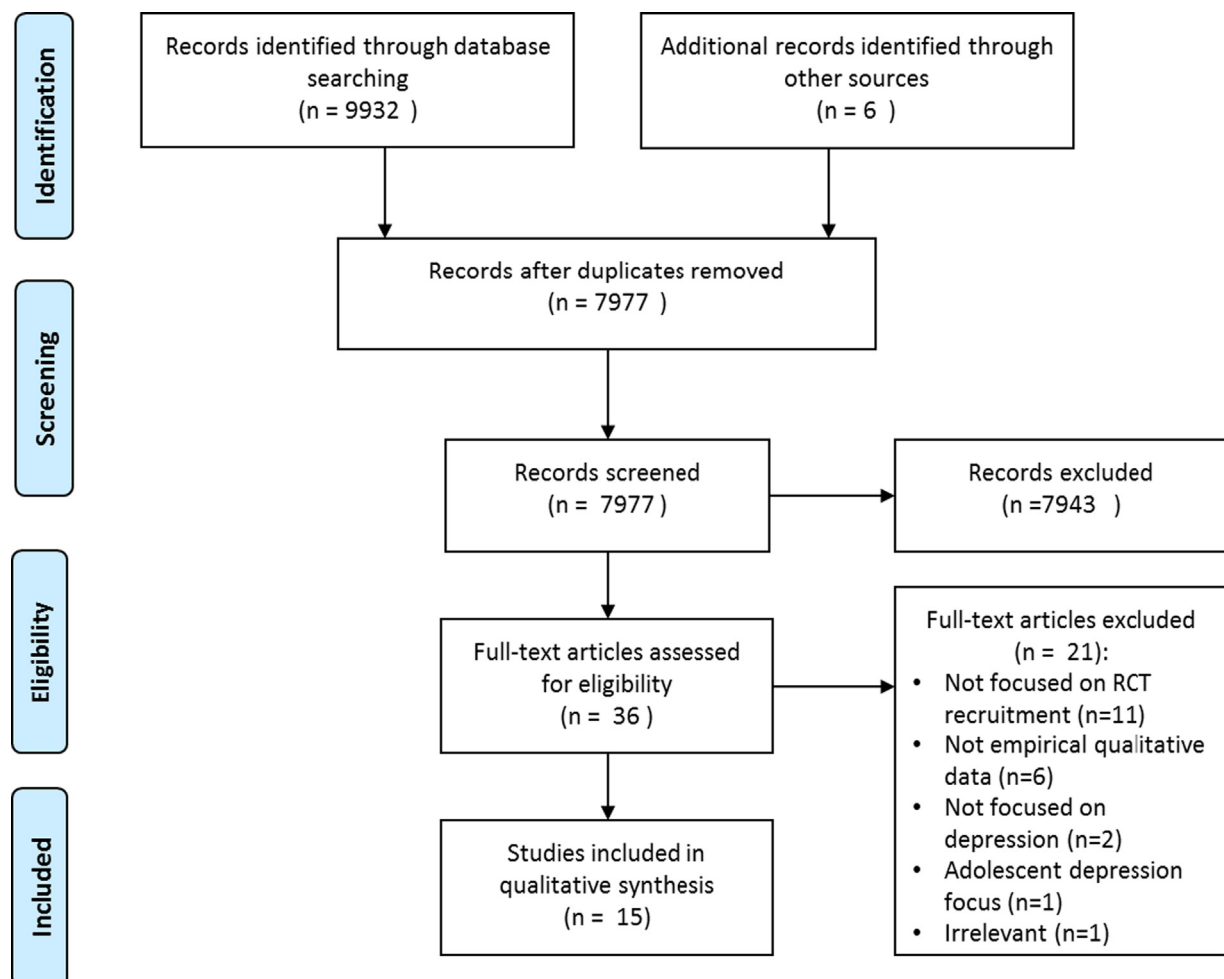 Identification
Records identified through database
searching
(n = 9932  )
Additional records identified through
other sources
(n = 6  )
Records after duplicates removed
(n = 7977  )
Screening
Records screened
(n =  7977 )
Records excluded
(n =7943   )
Eligibility
Full-text articles assessed
for eligibility
(n =  36 )
Full-text articles excluded
(n =  21):
• Not focused on RCT
recruitment (n=11)
• Not empirical qualitative
data (n=6)
• Not focused on
depression (n=2)
• Adolescent depression
focus (n=1)
• Irrelevant (n=1)
Included
Studies included in
qualitative synthesis
(n =  15)